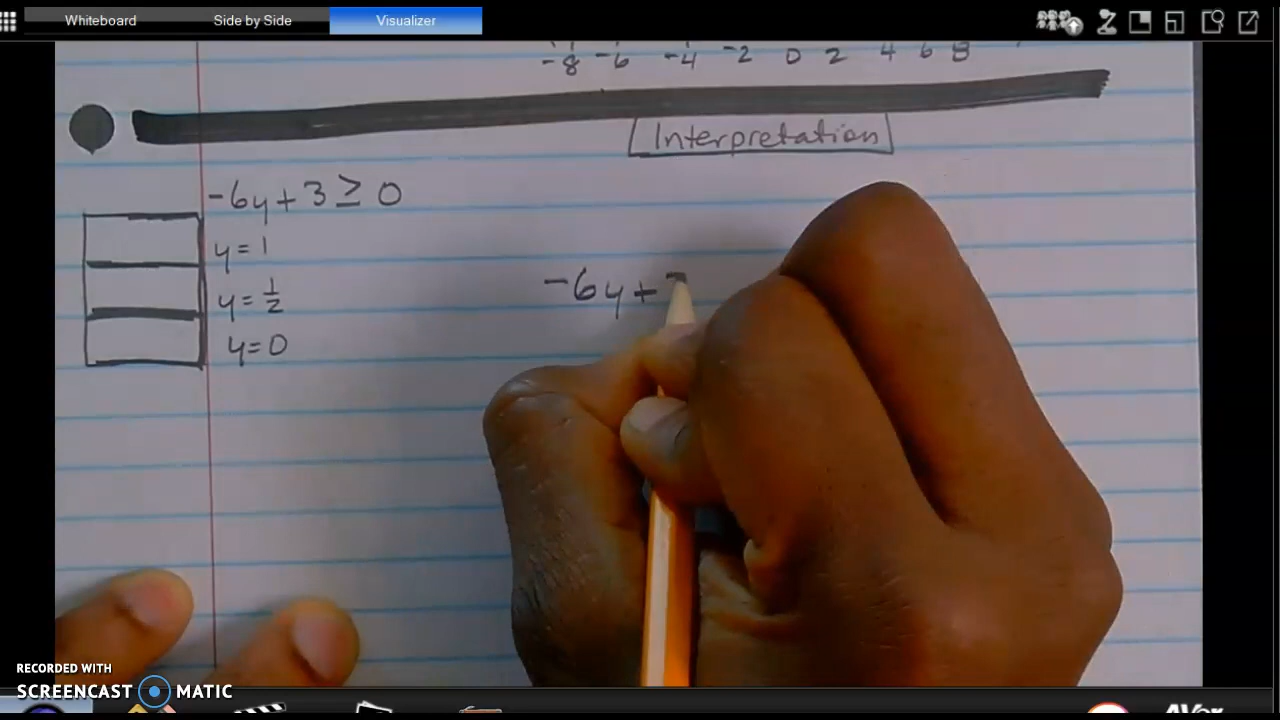 Whiteboard Side by Side Visualizer
-8 -6 -4 -2 0 2 4 6 8
Interpretation
-6y + 3 ≥ 0
y = 1
y = 1/2
y = 0
-6y +
RECORDED WITH
SCREENCAST MATIC
AVer